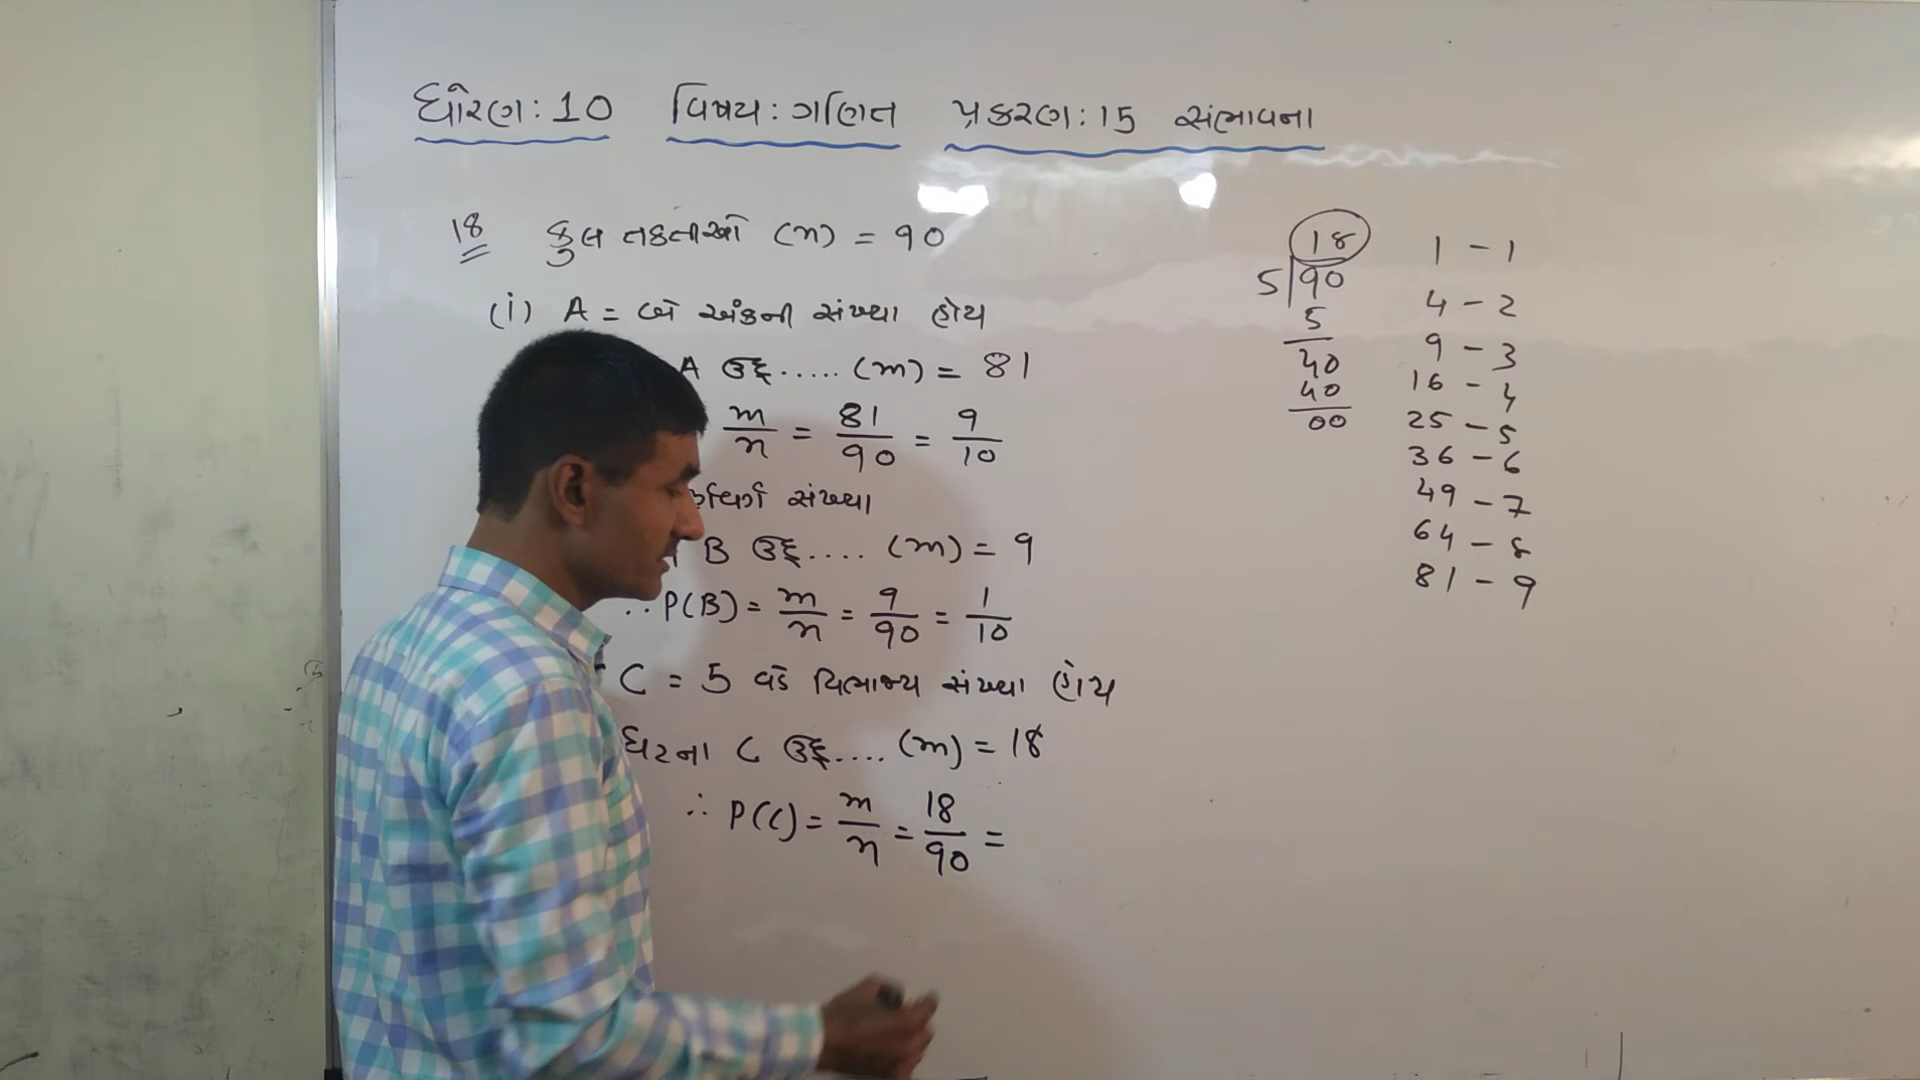 ધોરણ: 10 વિષય: ગણિત પ્રકરણ: 15 સંભાવના
18 કુલ તકતીઓ (n) = 90
(i) A = બે અંકની સંખ્યા હોય
A ઉદ્દ..... (m) = 81
m/n = 81/90 = 9/10
સંખ્યા
B ઉદ્દ.... (m) = 9
∴ P(B) = m/n = 9/90 = 1/10
C = 5 વડે વિભાજ્ય સંખ્યા હોય
ઘટના C ઉદ્દ.... (m) = 18
∴ P(C) = m/n = 18/90 =
18
5|90
5
40
40
00
1 - 1
4 - 2
9 - 3
16 - 4
25 - 5
36 - 6
49 - 7
64 - 8
81 - 9